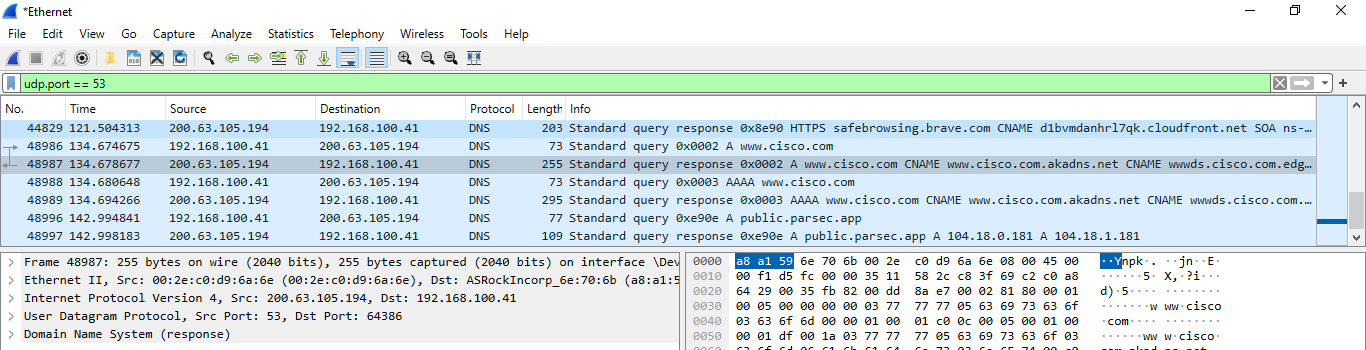 *Ethernet
File Edit View Go Capture Analyze Statistics Telephony Wireless Tools Help
udp.port == 53
No. Time Source Destination Protocol Length Info
44829 121.504313 200.63.105.194 192.168.100.41 DNS 203 Standard query response 0x8e90 HTTPS safebrowsing.brave.com CNAME d1bvmdanhrl7qk.cloudfront.net SOA ns-…
48986 134.674675 192.168.100.41 200.63.105.194 DNS 73 Standard query 0x0002 A www.cisco.com
48987 134.678677 200.63.105.194 192.168.100.41 DNS 255 Standard query response 0x0002 A www.cisco.com CNAME www.cisco.com.akadns.net CNAME wwwds.cisco.com.edg…
48988 134.680648 192.168.100.41 200.63.105.194 DNS 73 Standard query 0x0003 AAAA www.cisco.com
48989 134.694266 200.63.105.194 192.168.100.41 DNS 295 Standard query response 0x0003 AAAA www.cisco.com CNAME www.cisco.com.akadns.net CNAME wwwds.cisco.com.…
48996 142.994841 192.168.100.41 200.63.105.194 DNS 77 Standard query 0xe90e A public.parsec.app
48997 142.998183 200.63.105.194 192.168.100.41 DNS 109 Standard query response 0xe90e A public.parsec.app A 104.18.0.181 A 104.18.1.181
Frame 48987: 255 bytes on wire (2040 bits), 255 bytes captured (2040 bits) on interface \Dev
Ethernet II, Src: 00:2e:c0:d9:6a:6e (00:2e:c0:d9:6a:6e), Dst: ASRockInc­orp_6e:70:6b (a8:a1:5
Internet Protocol Version 4, Src: 200.63.105.194, Dst: 192.168.100.41
User Datagram Protocol, Src Port: 53, Dst Port: 64386
Domain Name System (response)
0000 a8 a1 59 6e 70 6b 00 2e c0 d9 6a 6e 08 00 45 00 ··Ynpk·. ··jn··E·
0010 00 f1 d5 fc 00 00 35 11 58 2c c8 3f 69 c2 c0 a8 ······5· X,·?i···
0020 64 29 00 35 fb 82 00 dd 8a e7 00 02 81 80 00 01 d)·5···· ········
0030 00 05 00 00 00 00 03 77 77 77 05 63 69 73 63 6f ·······w ww·cisco
0040 03 63 6f 6d 00 00 01 00 01 c0 0c 00 05 00 01 00 ·com···· ········
0050 00 01 df 00 1a 03 77 77 77 05 63 69 73 63 6f 03 ······ww w·cisco·